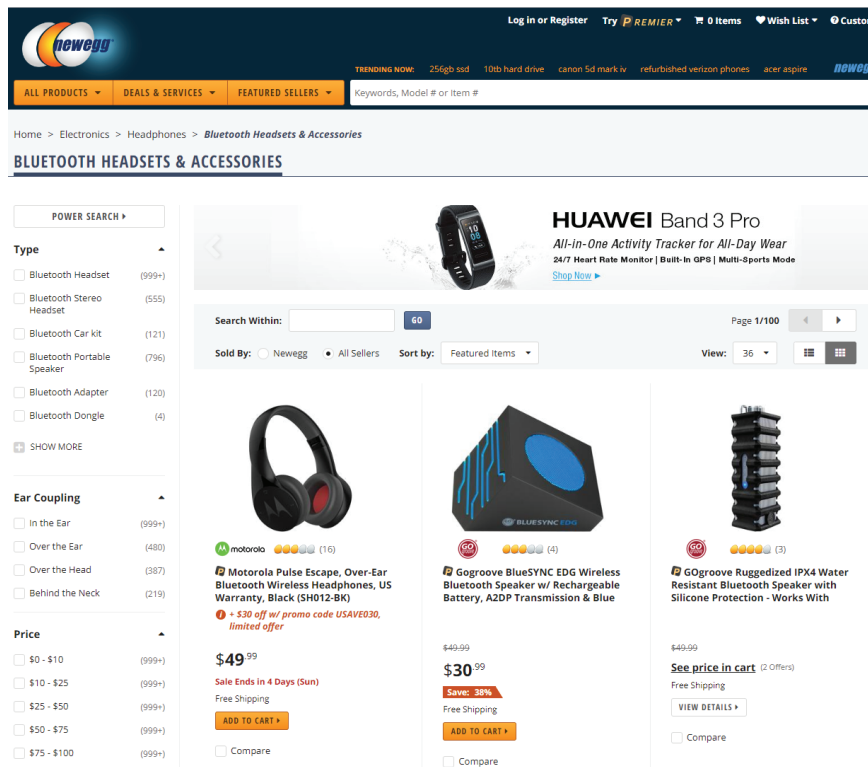 Log in or Register Try PREMIER 0 Items Wish List
newegg
TRENDING NOW: 256gb ssd 10tb hard drive canon 5d mark iv refurbished verizon phones acer aspire
ALL PRODUCTS DEALS & SERVICES FEATURED SELLERS Keywords, Model # or Item #
Home > Electronics > Headphones > Bluetooth Headsets & Accessories
BLUETOOTH HEADSETS & ACCESSORIES
POWER SEARCH
Type
Bluetooth Headset (999+)
Bluetooth Stereo
Headset (555)
Bluetooth Car kit (121)
Bluetooth Portable
Speaker (796)
Bluetooth Adapter (120)
Bluetooth Dongle (4)
SHOW MORE
Ear Coupling
In the Ear (999+)
Over the Ear (480)
Over the Head (387)
Behind the Neck (219)
Price
$0 - $10 (999+)
$10 - $25 (999+)
$25 - $50 (999+)
$50 - $75 (999+)
$75 - $100 (999+)
HUAWEI Band 3 Pro
All-in-One Activity Tracker for All-Day Wear
24/7 Heart Rate Monitor | Built-In GPS | Multi-Sports Mode
Shop Now
Search Within: GO Page 1/100
Sold By: Newegg All Sellers Sort by: Featured Items View: 36
motorola (16)
Motorola Pulse Escape, Over-Ear
Bluetooth Wireless Headphones, US
Warranty, Black (SH012-BK)
+ $30 off w/ promo code USAVE030,
limited offer
$49.99
Sale Ends in 4 Days (Sun)
Free Shipping
ADD TO CART
Compare
BLUESYNC EDG
GO (4)
Gogroove BlueSYNC EDG Wireless
Bluetooth Speaker w/ Rechargeable
Battery, A2DP Transmission & Blue
$49.99
$30.99
Save: 38%
Free Shipping
ADD TO CART
Compare
GO (3)
GOgroove Ruggedized IPX4 Water
Resistant Bluetooth Speaker with
Silicone Protection - Works With
$49.99
See price in cart (2 Offers)
Free Shipping
VIEW DETAILS
Compare